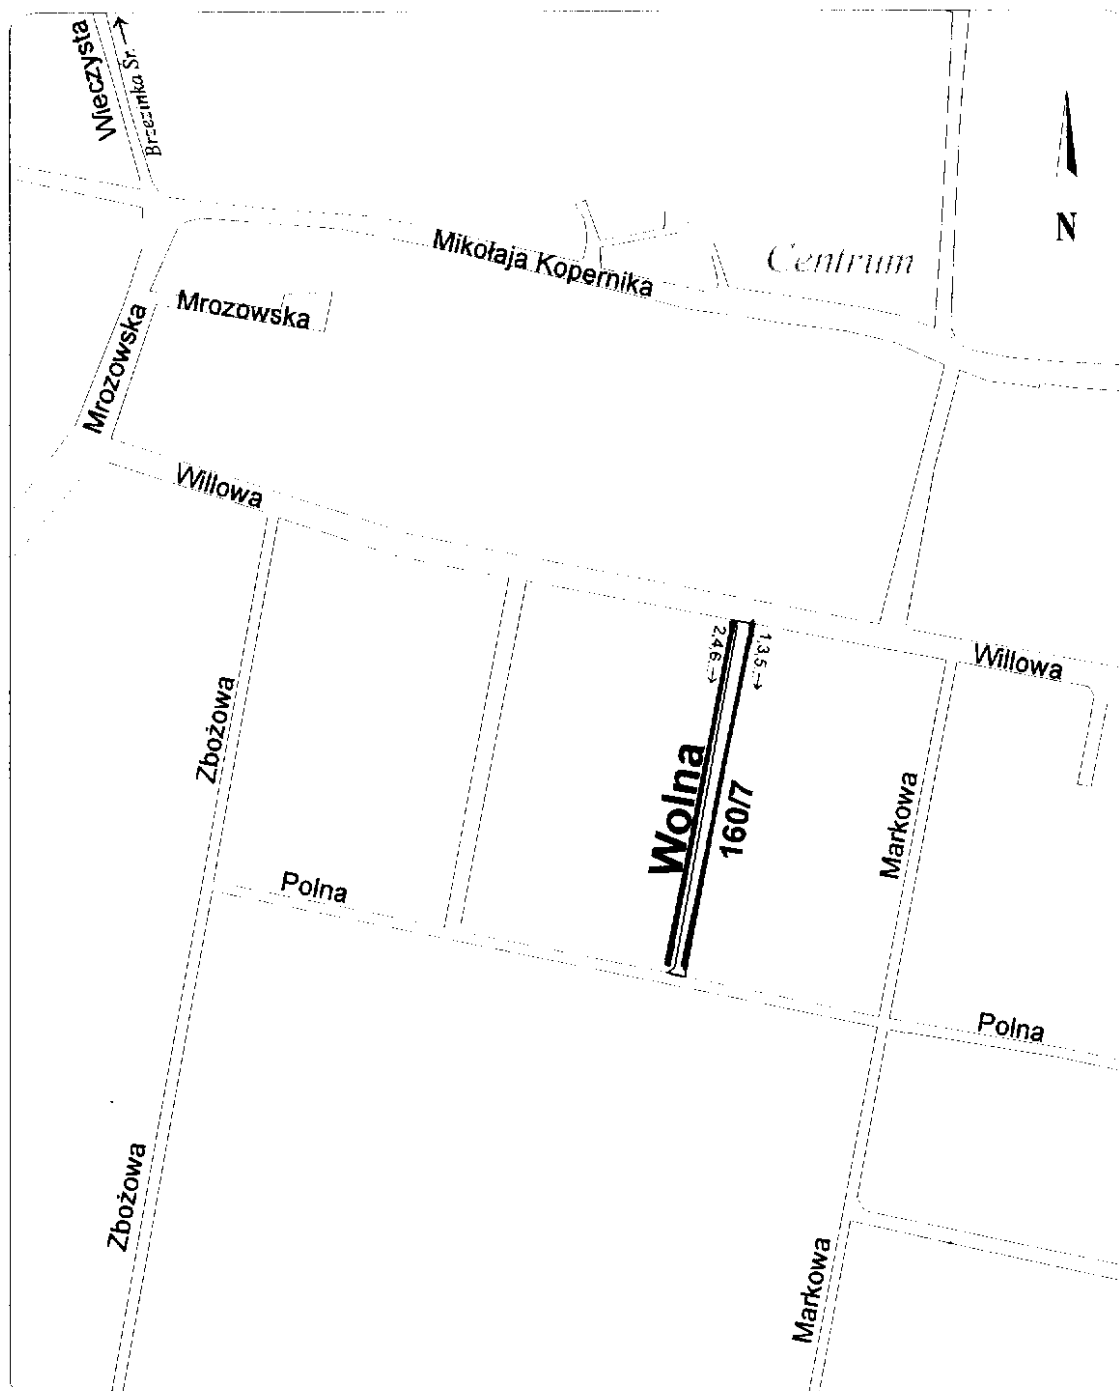 Wieczysta
Brzezinka Śr. →
N
Mikołaja Kopernika
Centrum
Mrozowska
Mrozowska
Willowa
2,4,6...→
1,3,5...→
Willowa
Zbożowa
Wolna
160/7
Markowa
Polna
Polna
Zbożowa
Markowa